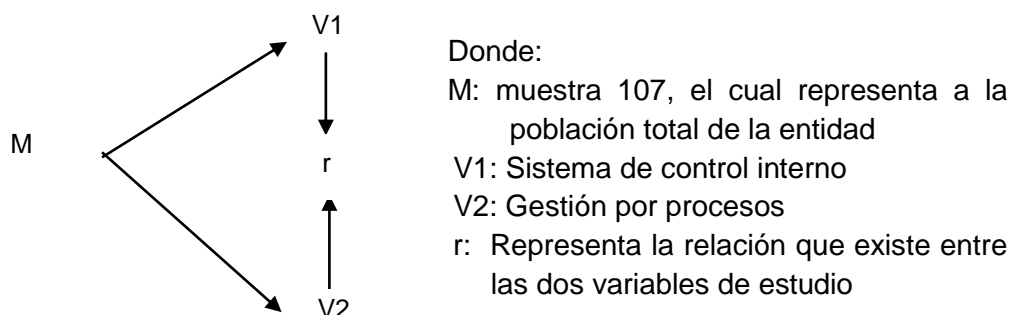 V1
M
r
V2
Donde:
M: muestra 107, el cual representa a la
población total de la entidad
V1: Sistema de control interno
V2: Gestión por procesos
r: Representa la relación que existe entre
las dos variables de estudio